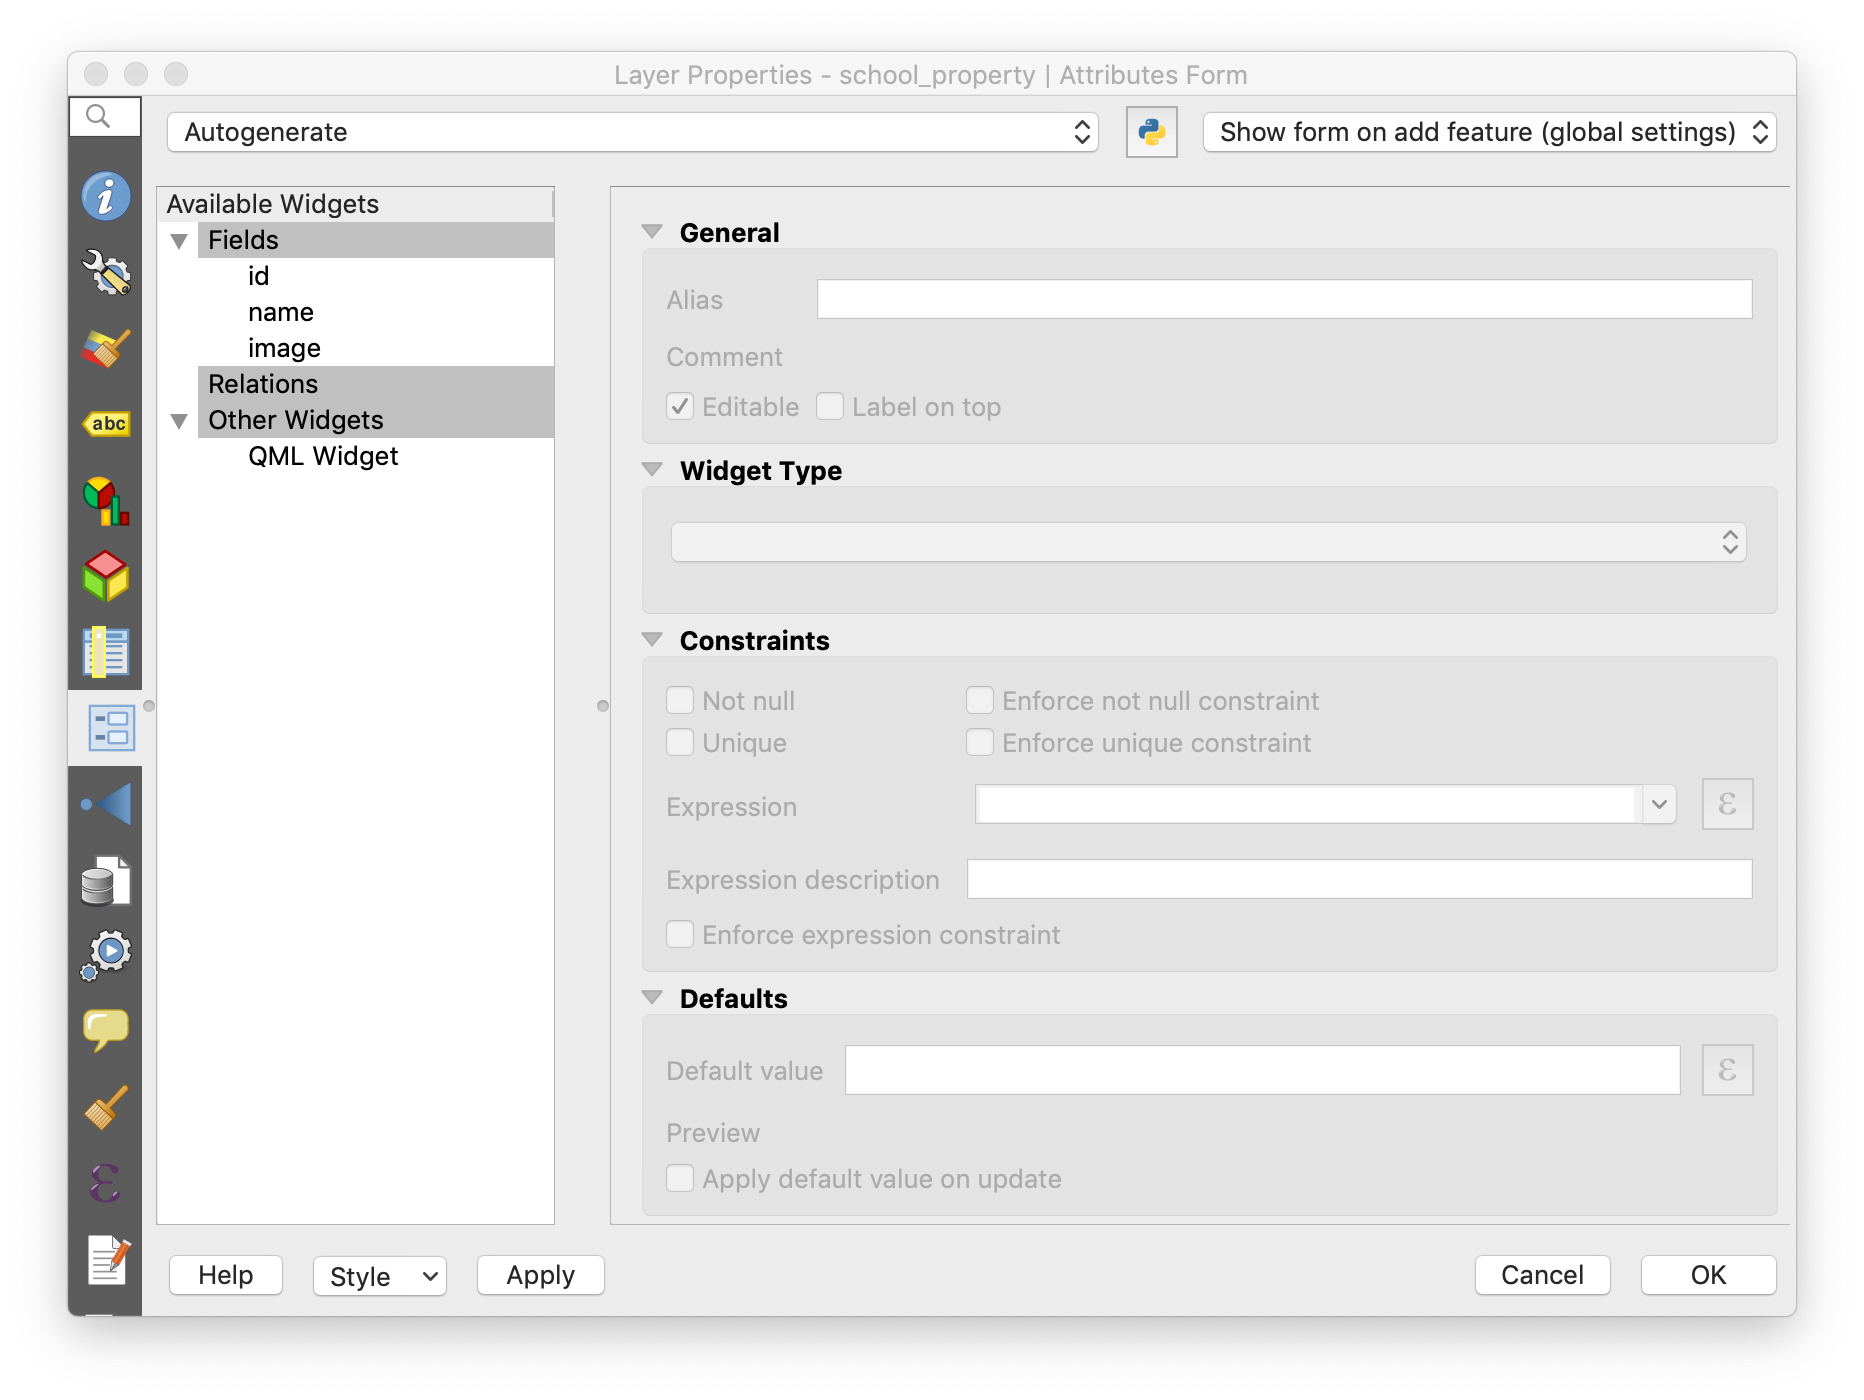 Layer Properties - school_property | Attributes Form
Autogenerate
Show form on add feature (global settings)
Available Widgets
Fields
id
name
image
Relations
Other Widgets
QML Widget
General
Alias
Comment
Editable
Label on top
Widget Type
Constraints
Not null
Enforce not null constraint
Unique
Enforce unique constraint
Expression
ε
Expression description
Enforce expression constraint
Defaults
Default value
ε
Preview
Apply default value on update
abc
ε
Help
Style
Apply
Cancel
OK